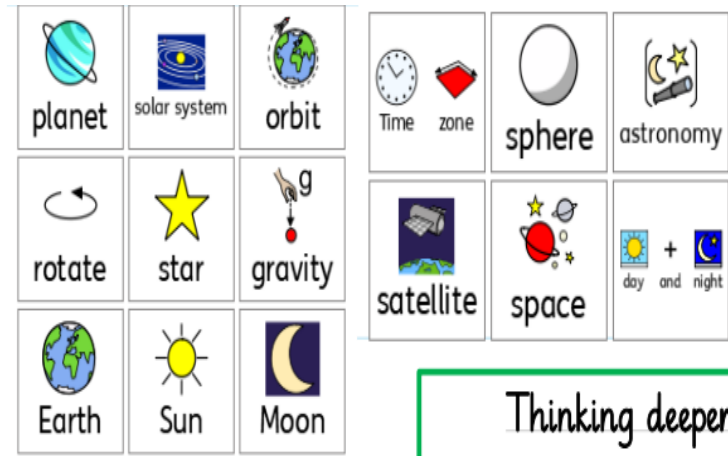 planet solar system orbit
rotate star gravity
Earth Sun Moon
Time zone sphere astronomy
satellite space day and night
g
Thinking deeper